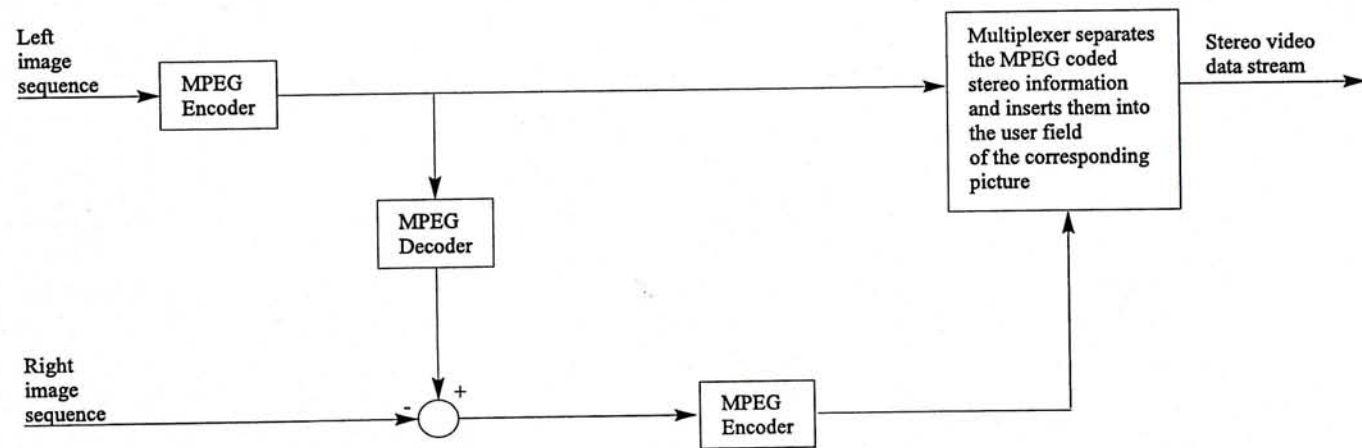 Left
image
sequence
MPEG
Encoder
Multiplexer separates
the MPEG coded
stereo information
and inserts them into
the user field
of the corresponding
picture
Stereo video
data stream
MPEG
Decoder
Right
image
sequence
-
+
MPEG
Encoder